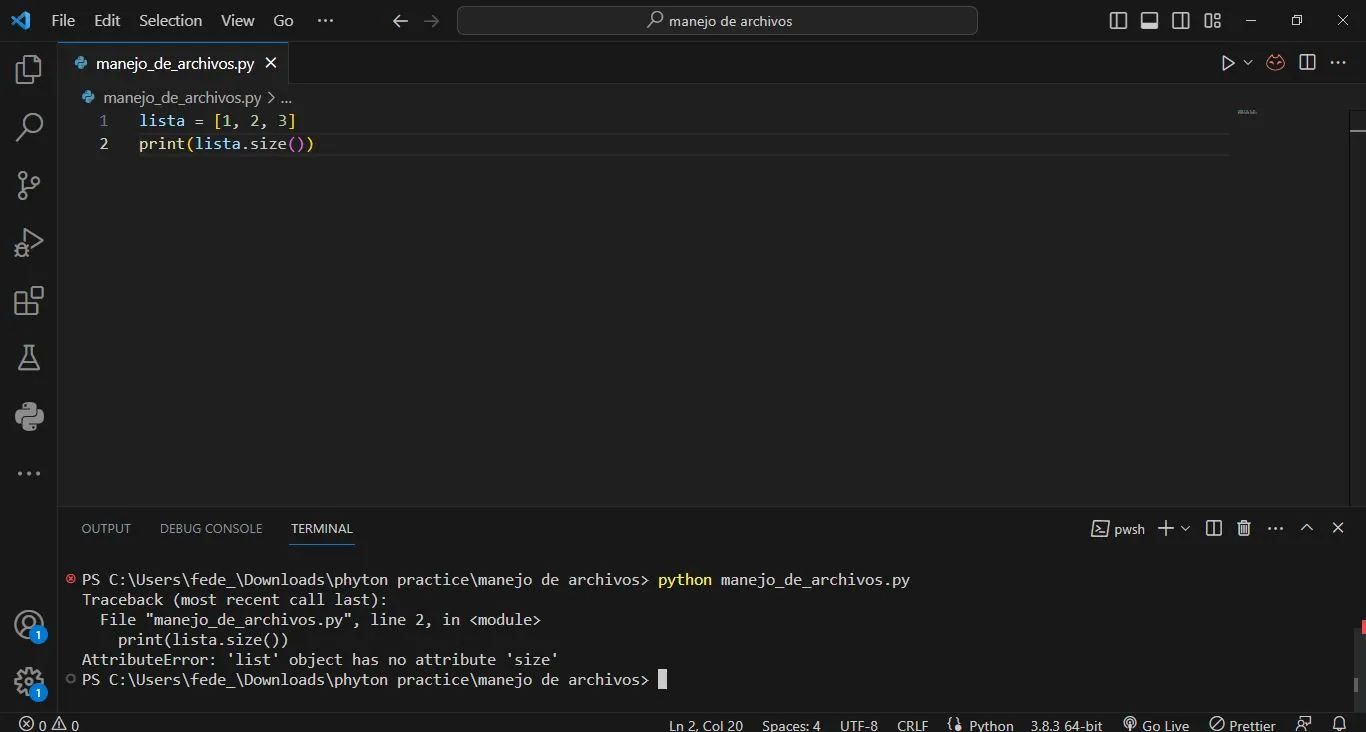 File Edit Selection View Go ···
manejo de archivos
manejo_de_archivos.py
manejo_de_archivos.py > ...
1 lista = [1, 2, 3]
2 print(lista.size())
OUTPUT DEBUG CONSOLE TERMINAL
pwsh
PS C:\Users\fede_\Downloads\phyton practice\manejo de archivos> python manejo_de_archivos.py
Traceback (most recent call last):
  File "manejo_de_archivos.py", line 2, in <module>
    print(lista.size())
AttributeError: 'list' object has no attribute 'size'
PS C:\Users\fede_\Downloads\phyton practice\manejo de archivos>
1
1
0 0 Ln 2, Col 20 Spaces: 4 UTF-8 CRLF Python 3.8.3 64-bit Go Live Prettier